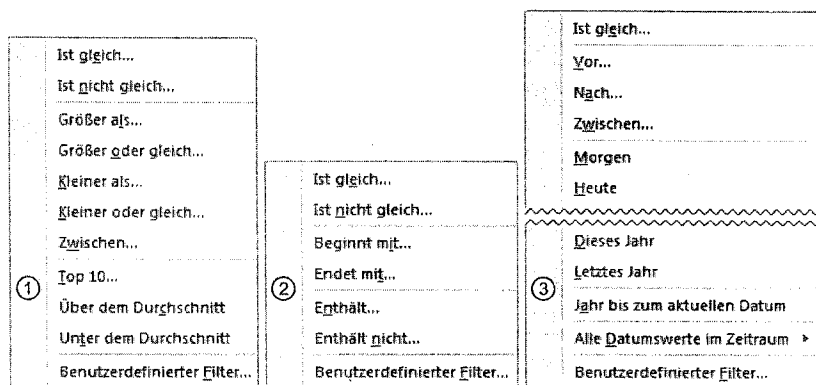 Ist gleich...
Ist nicht gleich...
Größer als...
Größer oder gleich...
Kleiner als...
Kleiner oder gleich...
Zwischen...
Top 10...
Über dem Durchschnitt
Unter dem Durchschnitt
Benutzerdefinierter Filter...
①
Ist gleich...
Ist nicht gleich...
Beginnt mit...
Endet mit...
Enthält...
Enthält nicht...
Benutzerdefinierter Filter...
②
Ist gleich...
Vor...
Nach...
Zwischen...
Morgen
Heute
Dieses Jahr
Letztes Jahr
Jahr bis zum aktuellen Datum
Alle Datumswerte im Zeitraum
Benutzerdefinierter Filter...
③